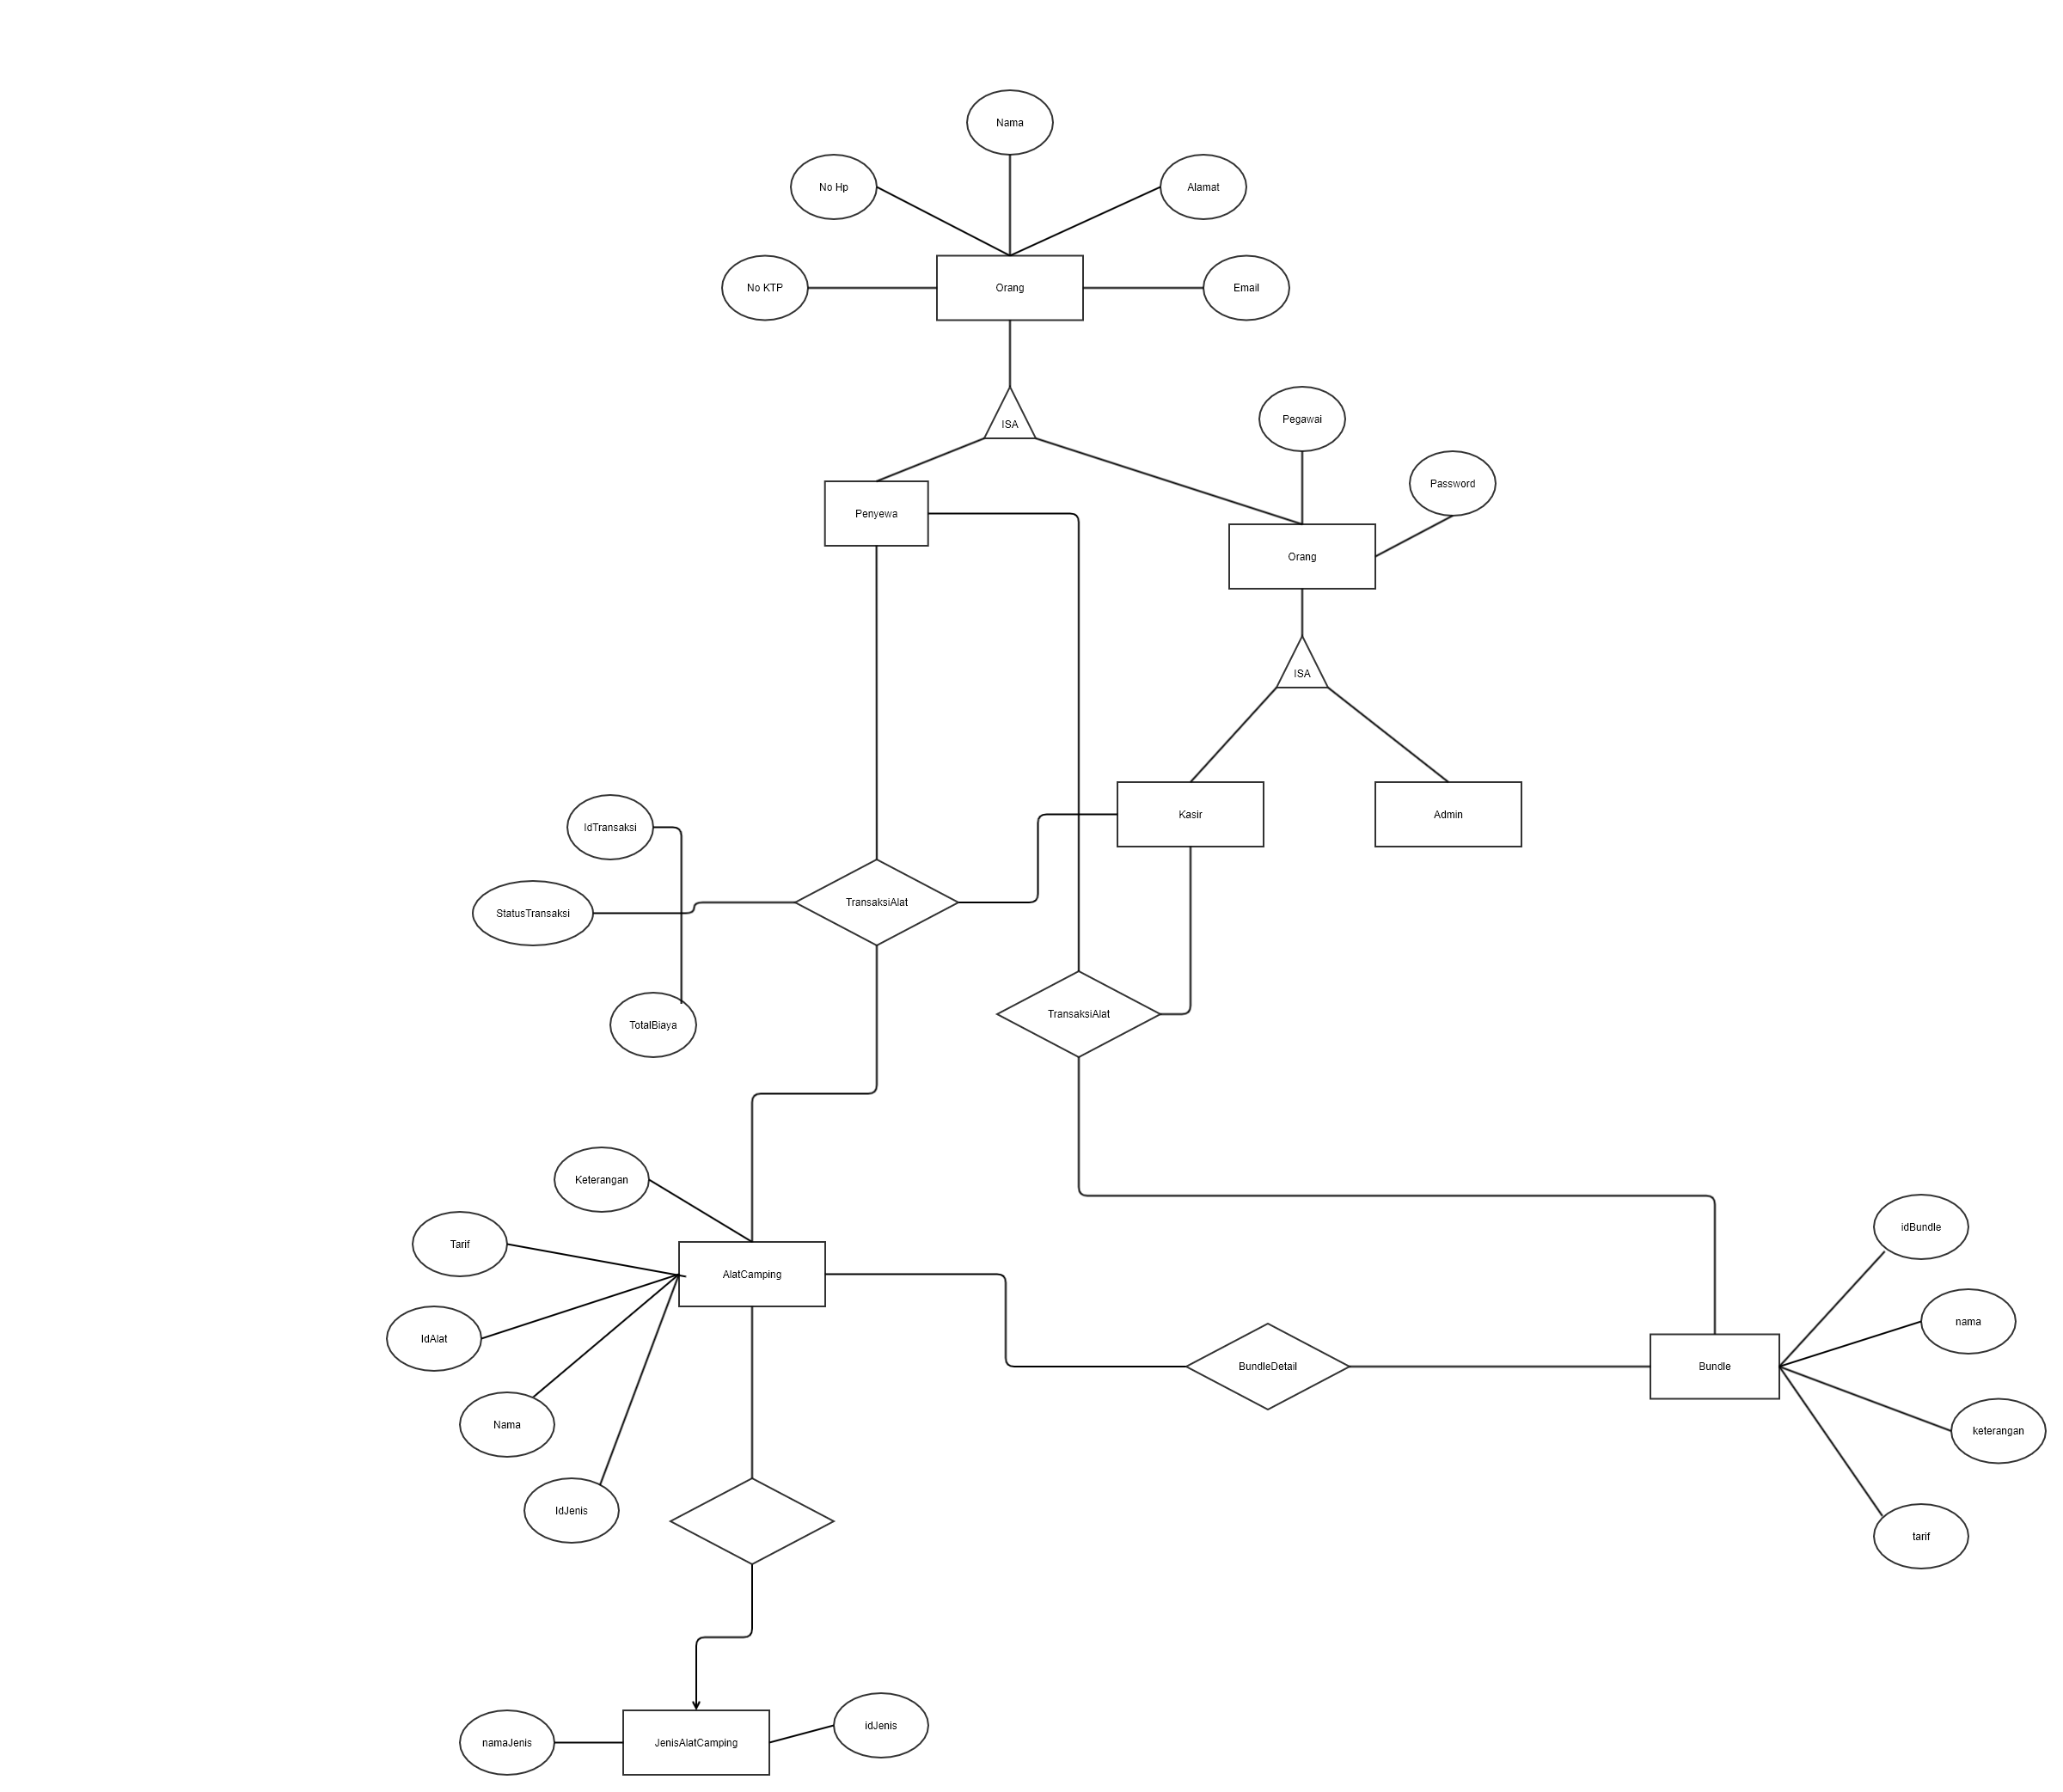 Nama
No Hp
Alamat
No KTP
Orang
Email
ISA
Pegawai
Password
Penyewa
Orang
ISA
IdTransaksi
Kasir
Admin
StatusTransaksi
TransaksiAlat
TotalBiaya
TransaksiAlat
Keterangan
idBundle
Tarif
AlatCamping
nama
IdAlat
BundleDetail
Bundle
Nama
keterangan
IdJenis
tarif
namaJenis
JenisAlatCamping
idJenis